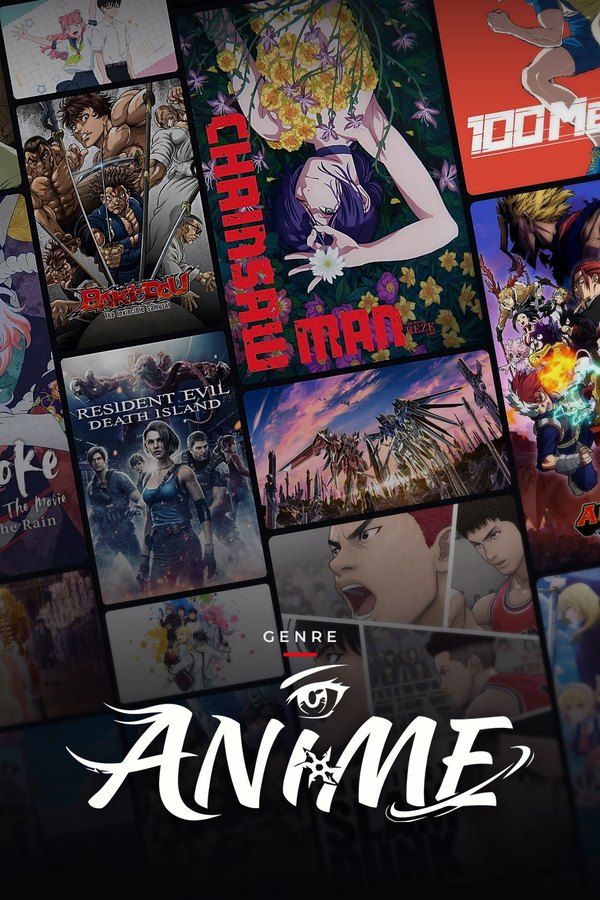 100 ME
CHAINSAW
MAN
REZE
BAKI-DOU
The Invincible Samurai
RESIDENT EVIL
DEATH ISLAND
oke
The Movie
he Rain
GENRE
ANiME